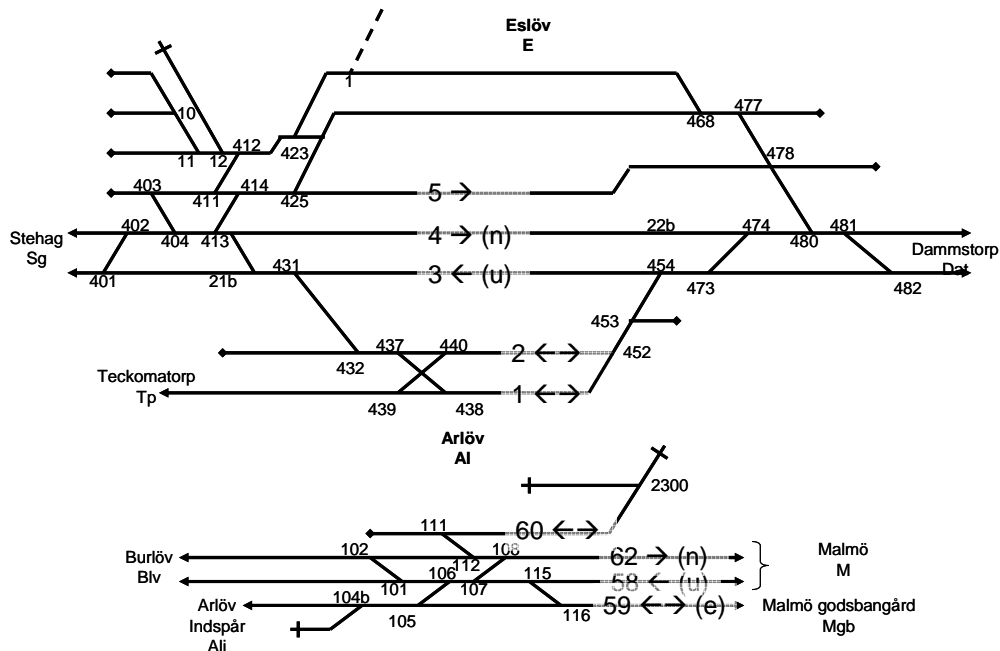 Eslöv
E
1
10
468
477
11
12
412
423
478
403
411
414
425
5 →
402
404
413
4 → (n)
22b
474
480
481
Stehag
Sg
401
21b
431
3 ← (u)
454
473
482
Dammstorp
Dat
453
432
437
440
2 ← →
452
Teckomatorp
Tp
439
438
1 ← →
Arlöv
Al
2300
111
60 ← →
Burlöv
Blv
102
112
108
62 → (n)
Malmö
M
101
106
107
115
58 ← (u)
Arlöv
Indspår
Ali
104b
105
116
59 ← → (e)
Malmö godsbangård
Mgb